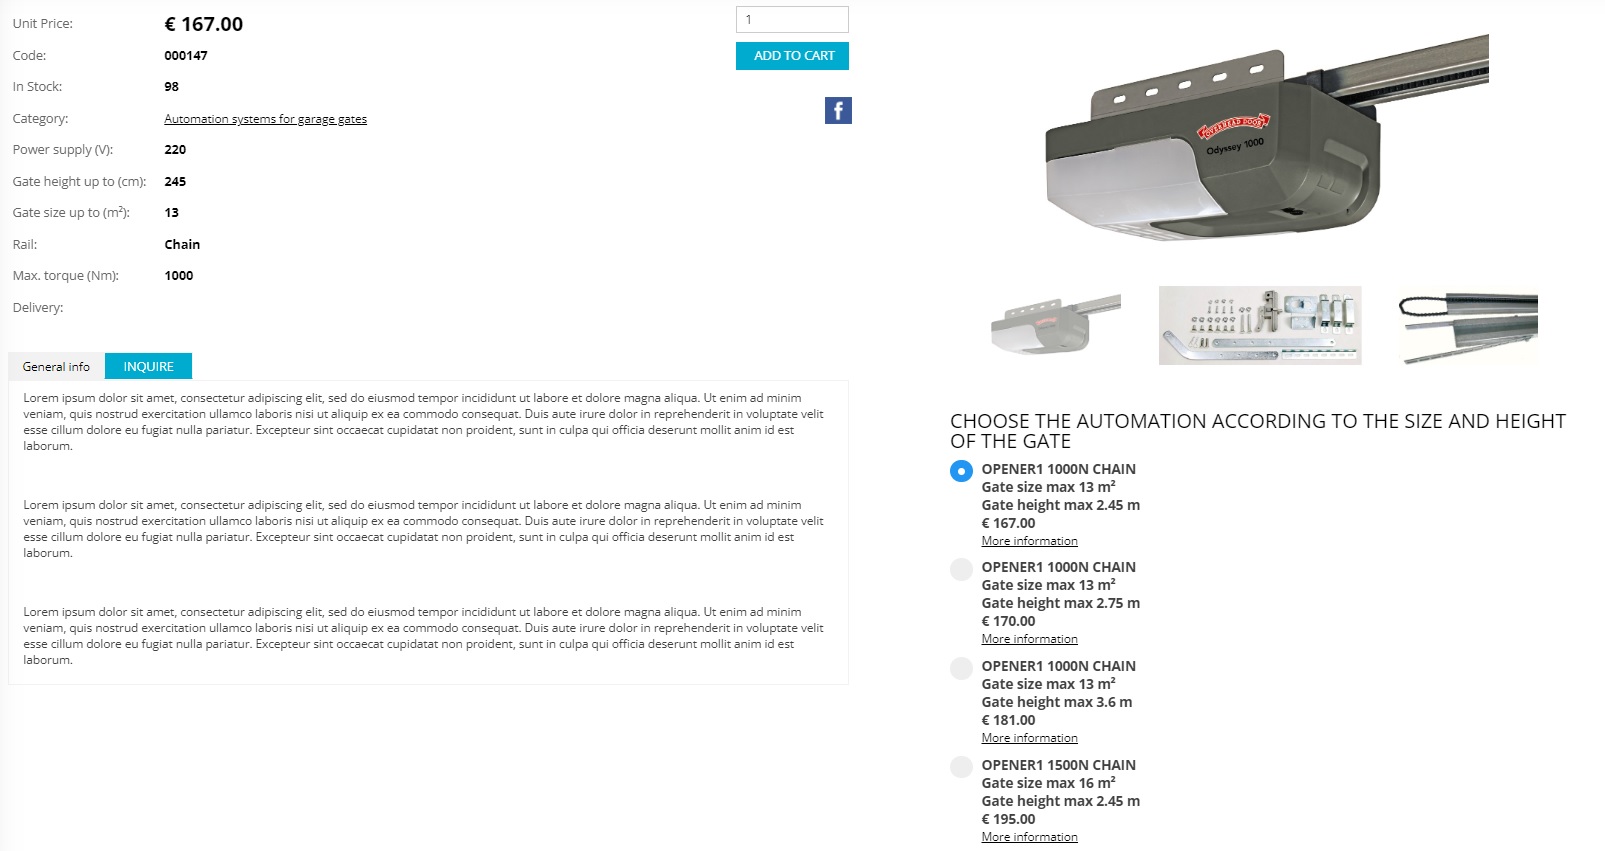 Unit Price: € 167.00
Code: 000147
In Stock: 98
Category: Automation systems for garage gates
Power supply (V): 220
Gate height up to (cm): 245
Gate size up to (m²): 13
Rail: Chain
Max. torque (Nm): 1000
Delivery:
1
ADD TO CART
f
General info INQUIRE
Lorem ipsum dolor sit amet, consectetur adipiscing elit, sed do eiusmod tempor incididunt ut labore et dolore magna aliqua. Ut enim ad minim
veniam, quis nostrud exercitation ullamco laboris nisi ut aliquip ex ea commodo consequat. Duis aute irure dolor in reprehenderit in voluptate velit
esse cillum dolore eu fugiat nulla pariatur. Excepteur sint occaecat cupidatat non proident, sunt in culpa qui officia deserunt mollit anim id est
laborum.
Lorem ipsum dolor sit amet, consectetur adipiscing elit, sed do eiusmod tempor incididunt ut labore et dolore magna aliqua. Ut enim ad minim
veniam, quis nostrud exercitation ullamco laboris nisi ut aliquip ex ea commodo consequat. Duis aute irure dolor in reprehenderit in voluptate velit
esse cillum dolore eu fugiat nulla pariatur. Excepteur sint occaecat cupidatat non proident, sunt in culpa qui officia deserunt mollit anim id est
laborum.
Lorem ipsum dolor sit amet, consectetur adipiscing elit, sed do eiusmod tempor incididunt ut labore et dolore magna aliqua. Ut enim ad minim
veniam, quis nostrud exercitation ullamco laboris nisi ut aliquip ex ea commodo consequat. Duis aute irure dolor in reprehenderit in voluptate velit
esse cillum dolore eu fugiat nulla pariatur. Excepteur sint occaecat cupidatat non proident, sunt in culpa qui officia deserunt mollit anim id est
laborum.
OVERHEAD DOOR
Odyssey 1000
CHOOSE THE AUTOMATION ACCORDING TO THE SIZE AND HEIGHT
OF THE GATE
OPENER1 1000N CHAIN
Gate size max 13 m²
Gate height max 2.45 m
€ 167.00
More information
OPENER1 1000N CHAIN
Gate size max 13 m²
Gate height max 2.75 m
€ 170.00
More information
OPENER1 1000N CHAIN
Gate size max 13 m²
Gate height max 3.6 m
€ 181.00
More information
OPENER1 1500N CHAIN
Gate size max 16 m²
Gate height max 2.45 m
€ 195.00
More information